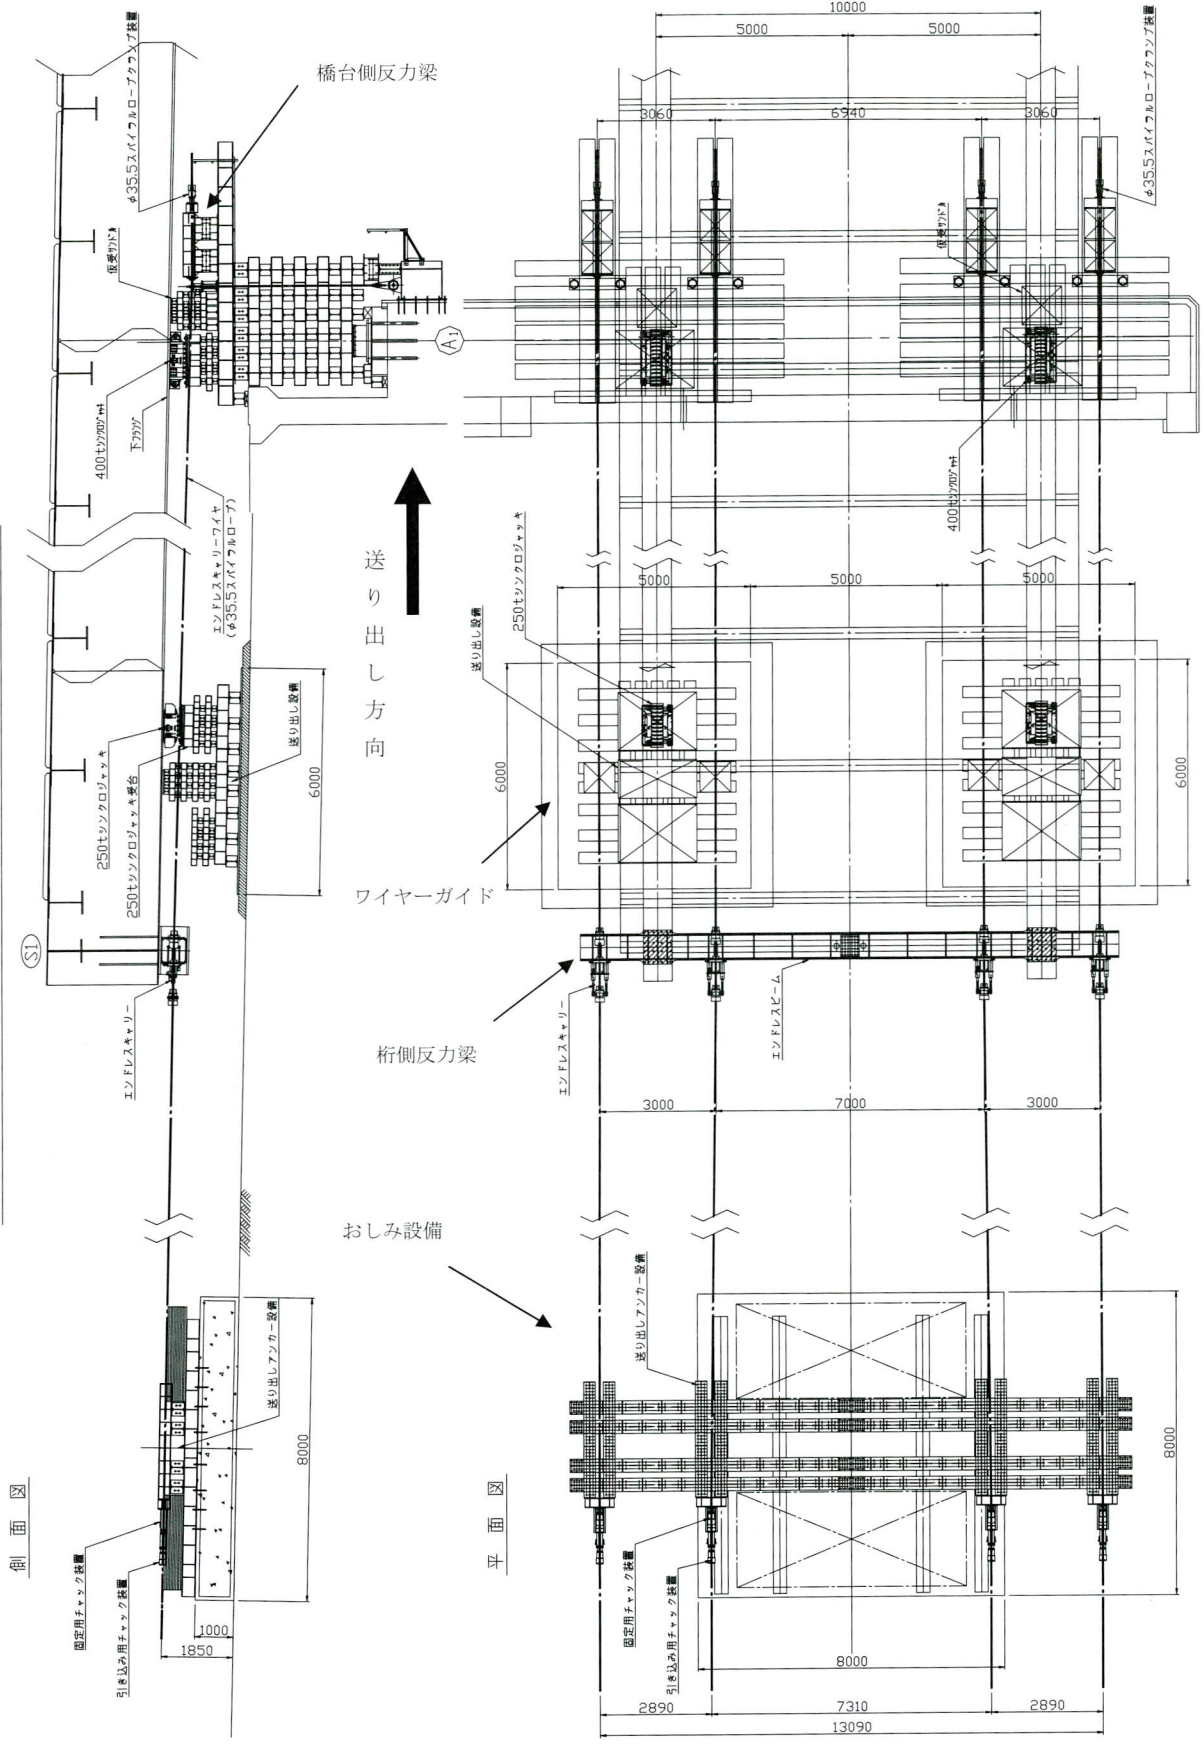 側面図
固定用チャック装置
引き込み用チャック装置
1850
1000
8000
送り出しアンカー設備
エンドレスキャリー
S1
250tシンクロジャッキ
250tシンクロジャッキ受台
送り出し設備
6000
エンドレスキャリーワイヤ
(φ35.5スパイラルロープ)
下フランジ
400tシンクロジャッキ
仮受サンドル
φ35.5スパイラルロープクランプ装置
A1
橋台側反力梁
送り出し方向
ワイヤーガイド
桁側反力梁
おしみ設備
平面図
固定用チャック装置
引き込み用チャック装置
送り出しアンカー設備
8000
8000
2890
7310
2890
13090
3000
7000
3000
エンドレスキャリー
エンドレスビーム
6000
6000
送り出し設備
250tシンクロジャッキ
5000
5000
5000
400tシンクロジャッキ
仮受サンドル
φ35.5スパイラルロープクランプ装置
3060
6940
3060
5000
5000
10000